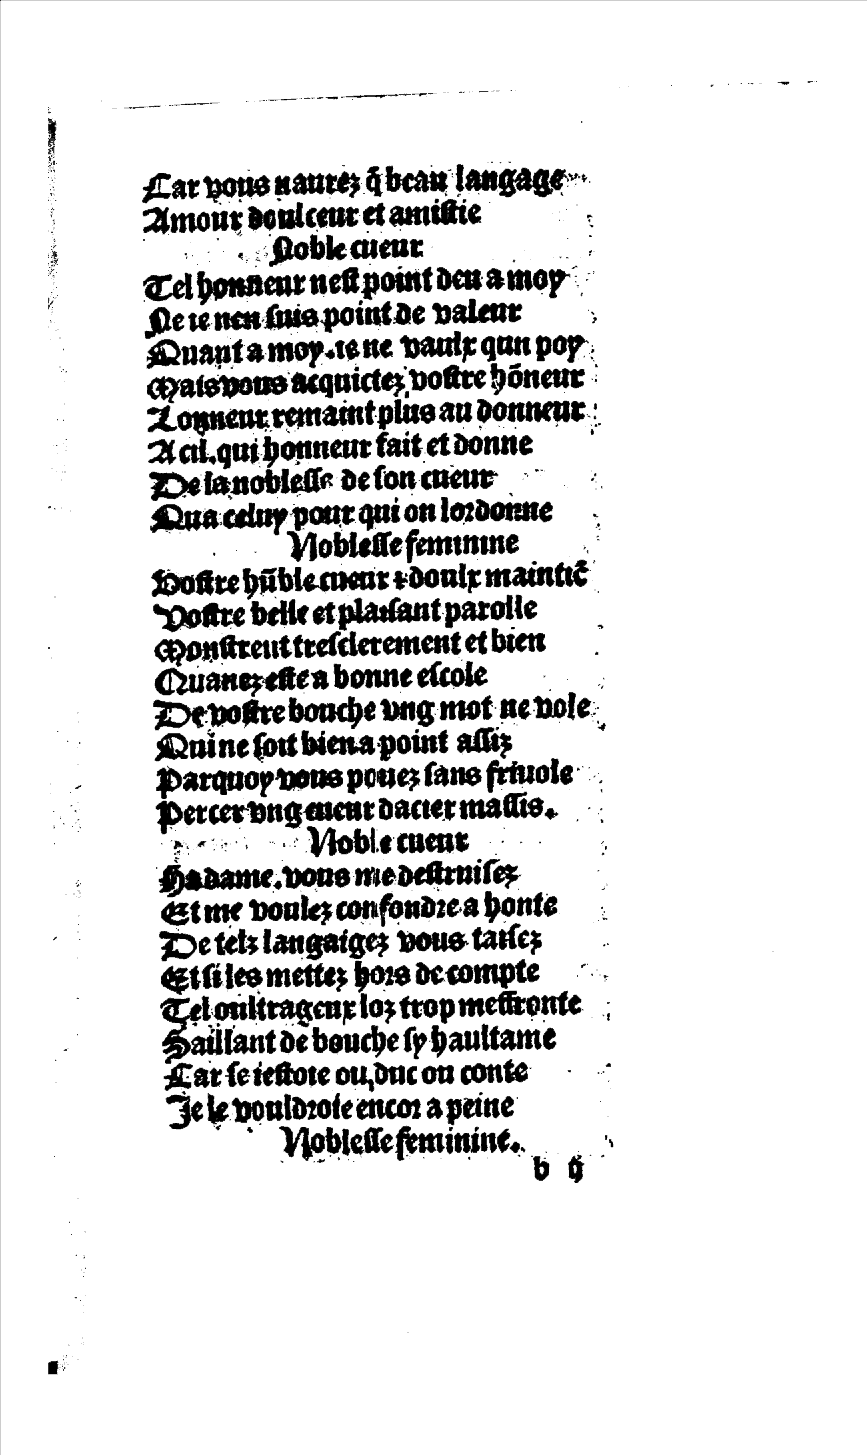 Car vous naurez q̃ beau langage
Amour doulceur et amistie
Noble cueur
Tel honneur nest point deu a moy
Ne ie nen suis point de valeur
Quant a moy.ie ne vaulx qun poy
Mais vous acquictez vostre hõneur
Lonneur remaint plus au donneur
A cil.qui honneur fait et donne
De la noblesse de son cueur
Qua celuy pour qui on lordonne
Noblesse feminine
Vostre hũble cueur ⁊ doulx maintiẽ
Vostre belle et plaisant parolle
Monstrent tresclerement et bien
Quauez este a bonne escole
De vostre bouche vng mot ne vole
Qui ne soit bien a point assiz
Parquoy vous pouez sans friuole
Percer vng cueur dacier massis.
Noble cueur
Madame.vous me destruisez
Et me voulez confondre a honte
De telz langaigez vous taisez
Et si les mettez hors de compte
Tel oultrageux loz trop meffronte
Saillant de bouche sy haultame
Car se iestoie ou duc ou conte
Je le vouldroie encor a peine
Noblesse feminine.
b ij